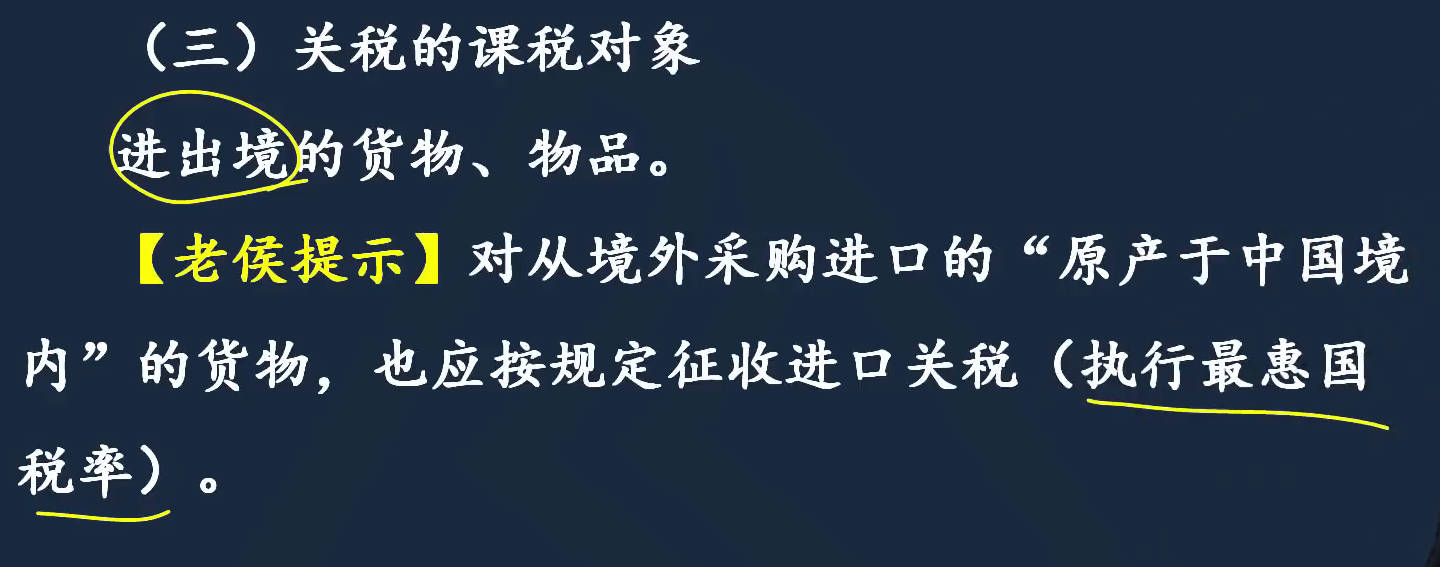 （三）关税的课税对象
进出境的货物、物品。
【老侯提示】对从境外采购进口的“原产于中国境
内”的货物，也应按规定征收进口关税（执行最惠国
税率）。